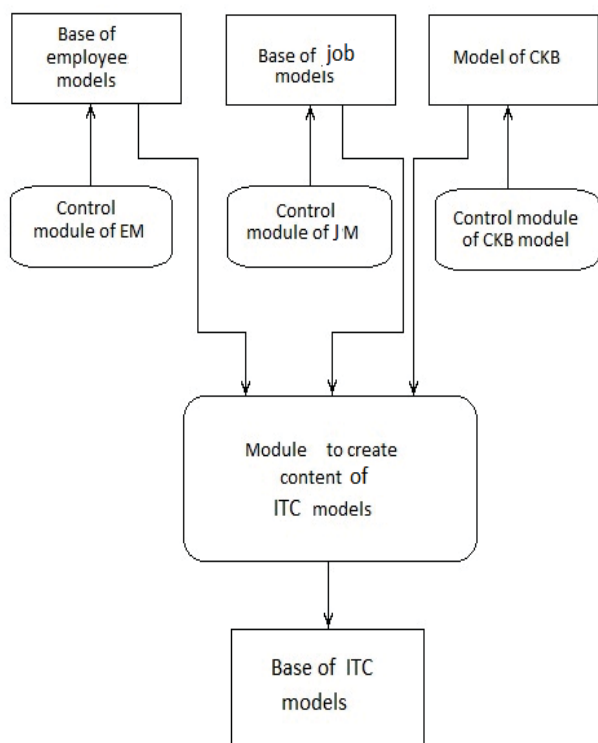 Base of
employee
models
Base of job
models
Model of CKB
Control
module of EM
Control
module of J'M
Control module
of CKB model
Module to create
content of
ITC models
Base of ITC
models